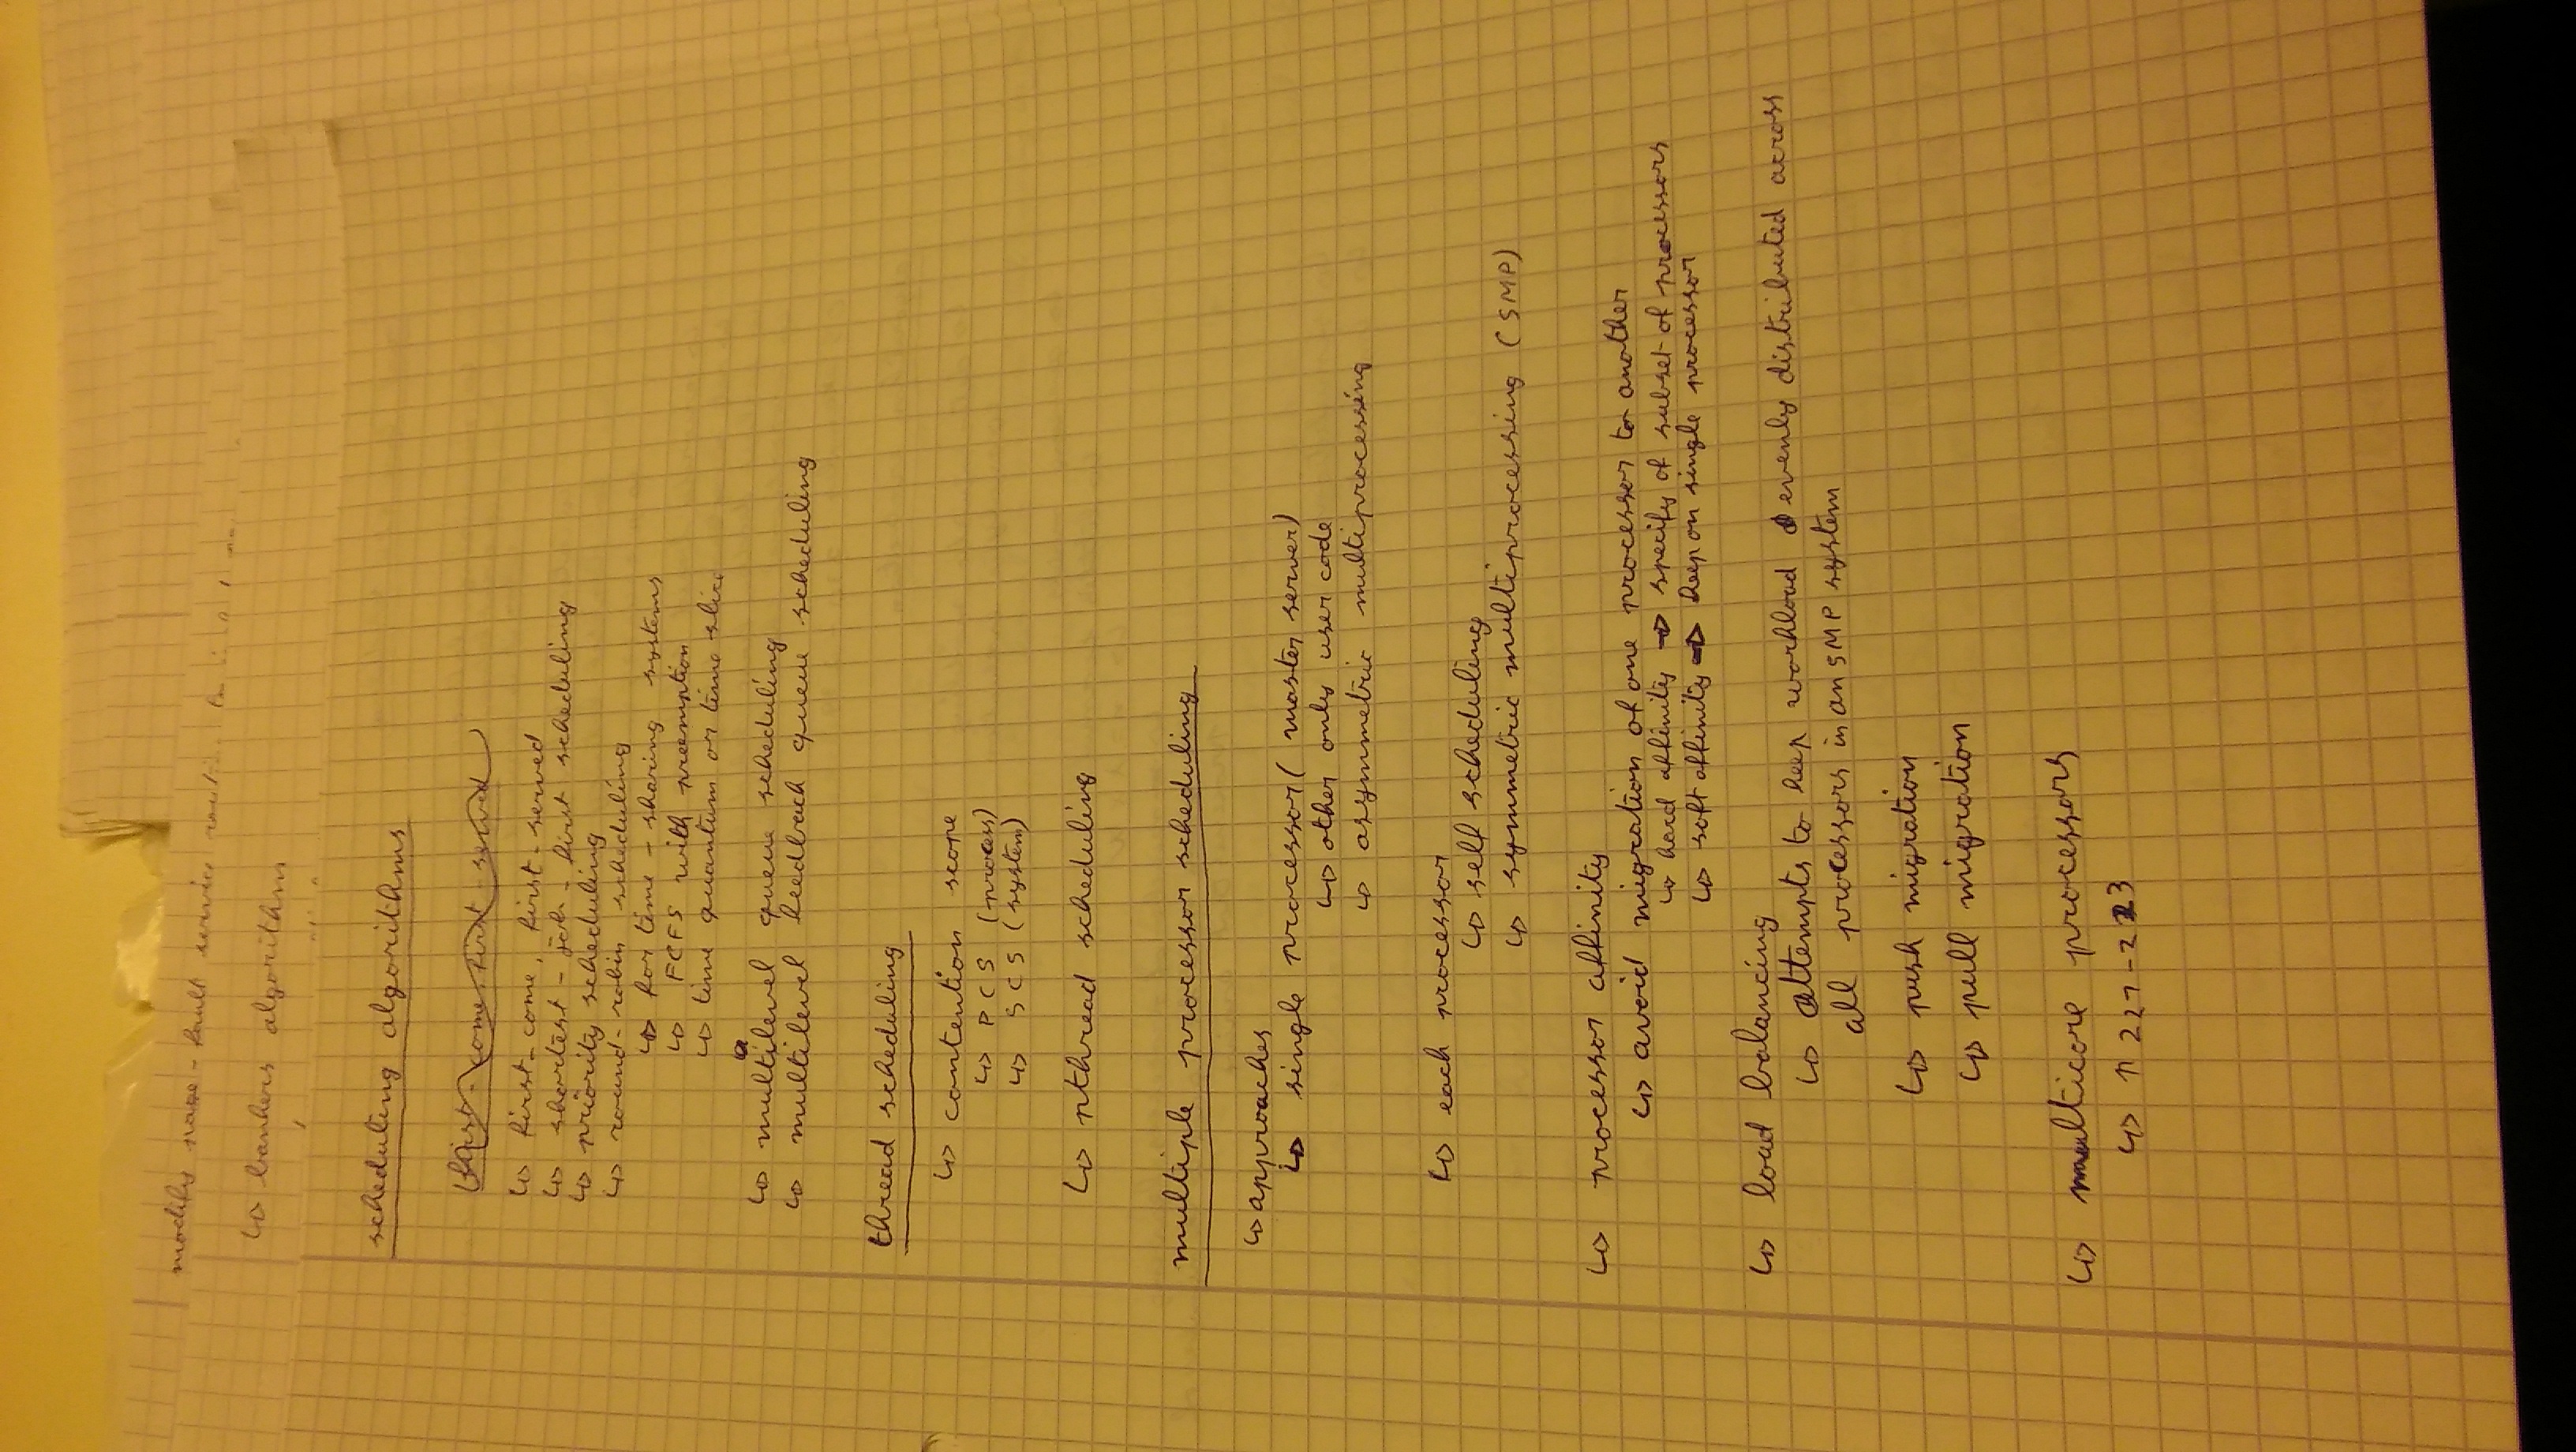 modify page-fault service
↳ bankers algorithm
scheduling algorithms
first-come, first-served
↳ first-come, first-served
↳ shortest-job-first scheduling
↳ priority scheduling
↳ round-robin scheduling
↳ for time-sharing systems
↳ FCFS with preemption
↳ time quantum or time slice
↳ multilevel queue scheduling
↳ multilevel feedback queue scheduling
thread scheduling
↳ contention scope
↳ PCS (process)
↳ SCS (system)
↳ pthread scheduling
multiple processor scheduling
↳ approaches
↳ single processor (master server)
↳ other only user code
↳ asymmetric multiprocessing
↳ each processor
↳ self scheduling
↳ symmetric multiprocessing (SMP)
↳ processor affinity
↳ avoid migration of one processor to another
↳ hard affinity → specify of subset of processors
↳ soft affinity → keep on single processor
↳ load balancing
↳ attempts to keep workload evenly distributed across
all processors in an SMP system
↳ push migration
↳ pull migration
↳ multicore processors
↳ p 221-223